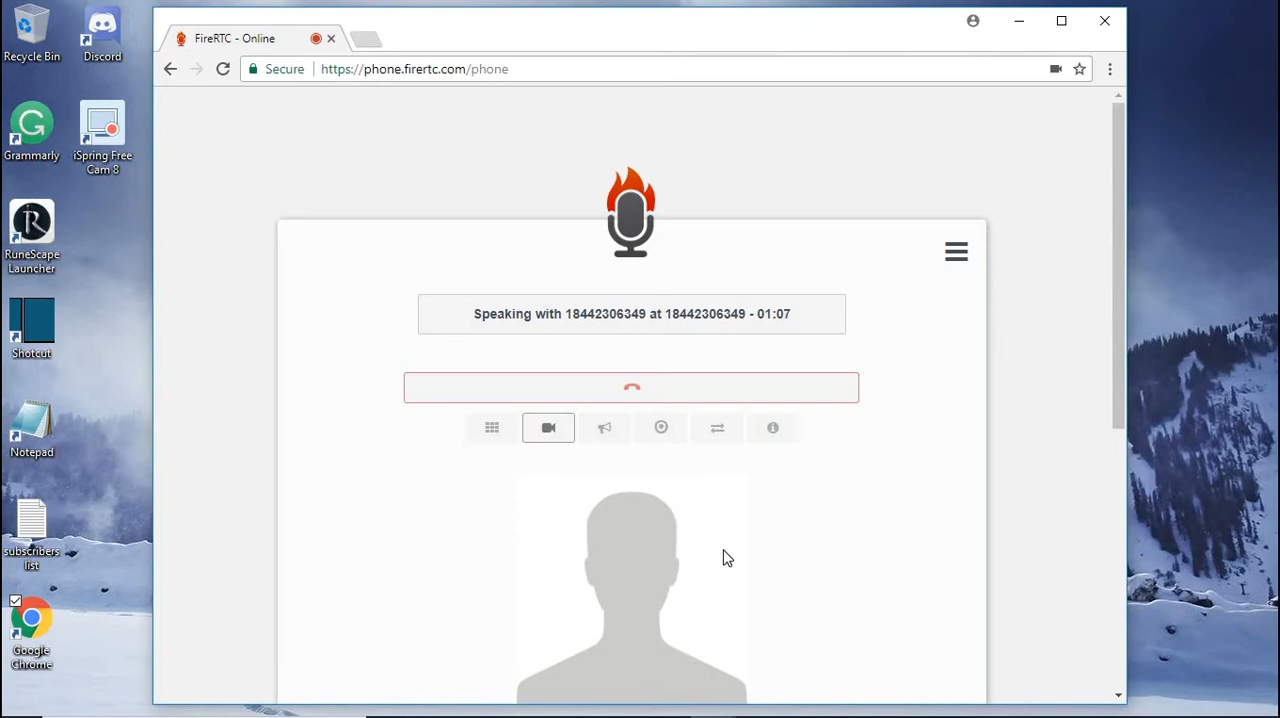 Recycle Bin
Discord
Grammarly
iSpring Free
Cam 8
RuneScape
Launcher
Shotcut
Notepad
subscribers
list
Google
Chrome
FireRTC - Online
Secure
https://phone.firertc.com/phone
Speaking with 18442306349 at 18442306349 - 01:07